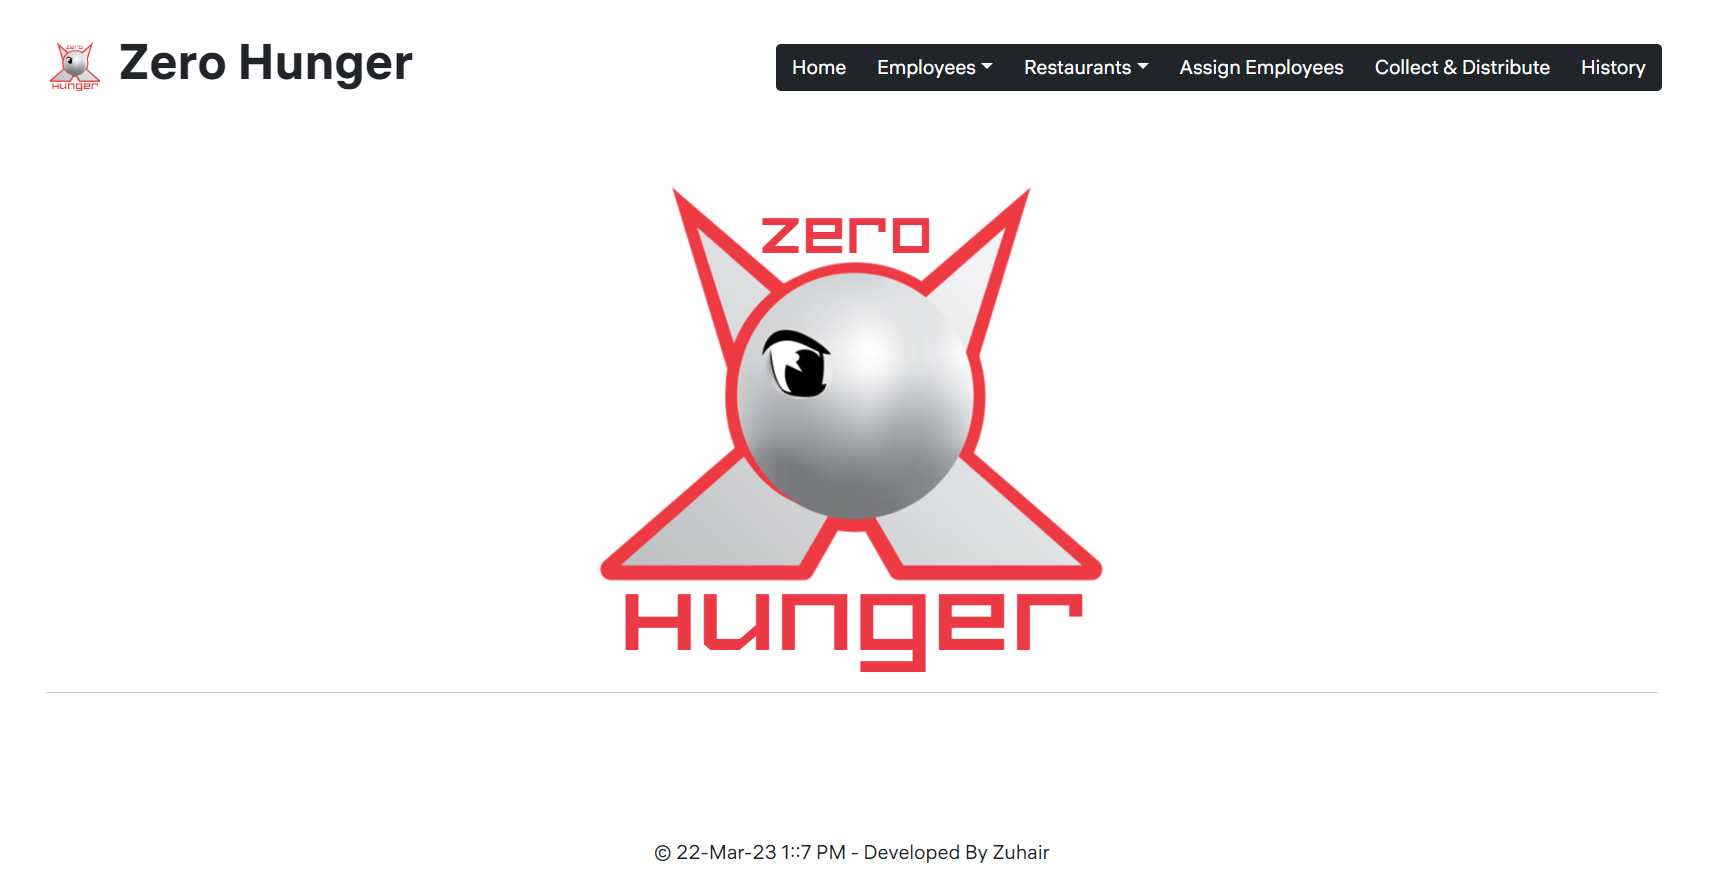 zero
Hunger
Zero Hunger
Home Employees Restaurants Assign Employees Collect & Distribute History
zero
Hunger
© 22-Mar-23 1::7 PM - Developed By Zuhair